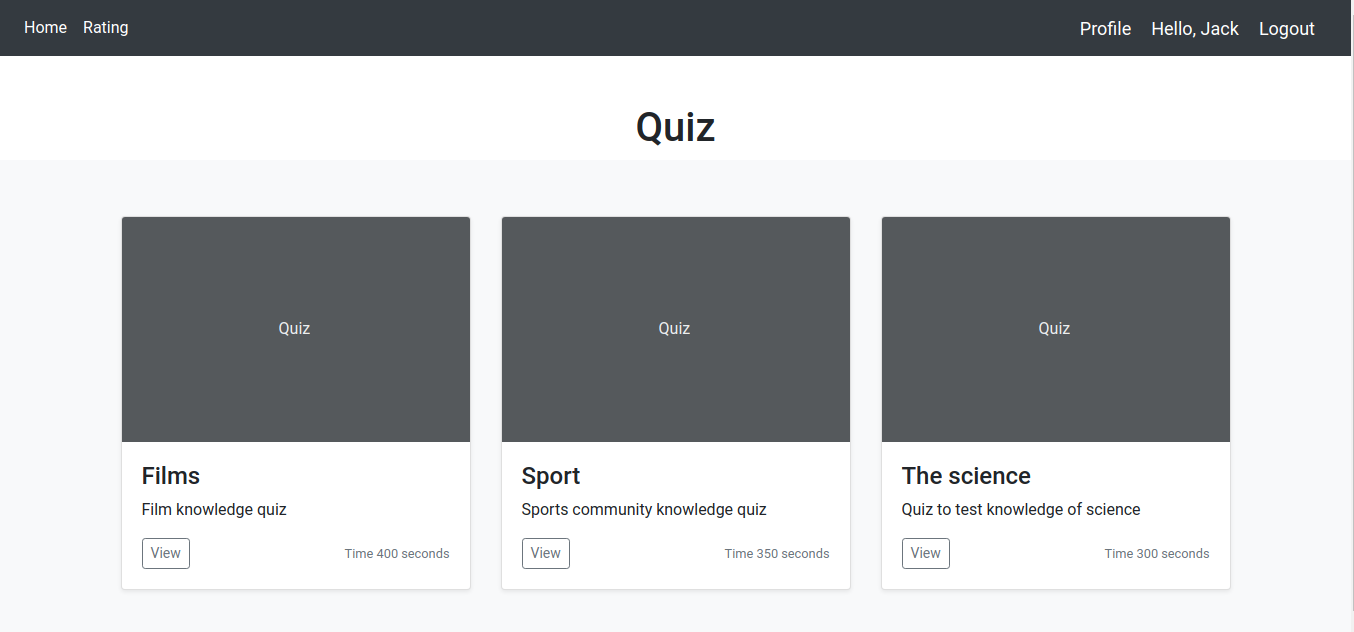 Home Rating Profile Hello, Jack Logout
Quiz
Quiz
Films
Film knowledge quiz
View Time 400 seconds
Quiz
Sport
Sports community knowledge quiz
View Time 350 seconds
Quiz
The science
Quiz to test knowledge of science
View Time 300 seconds